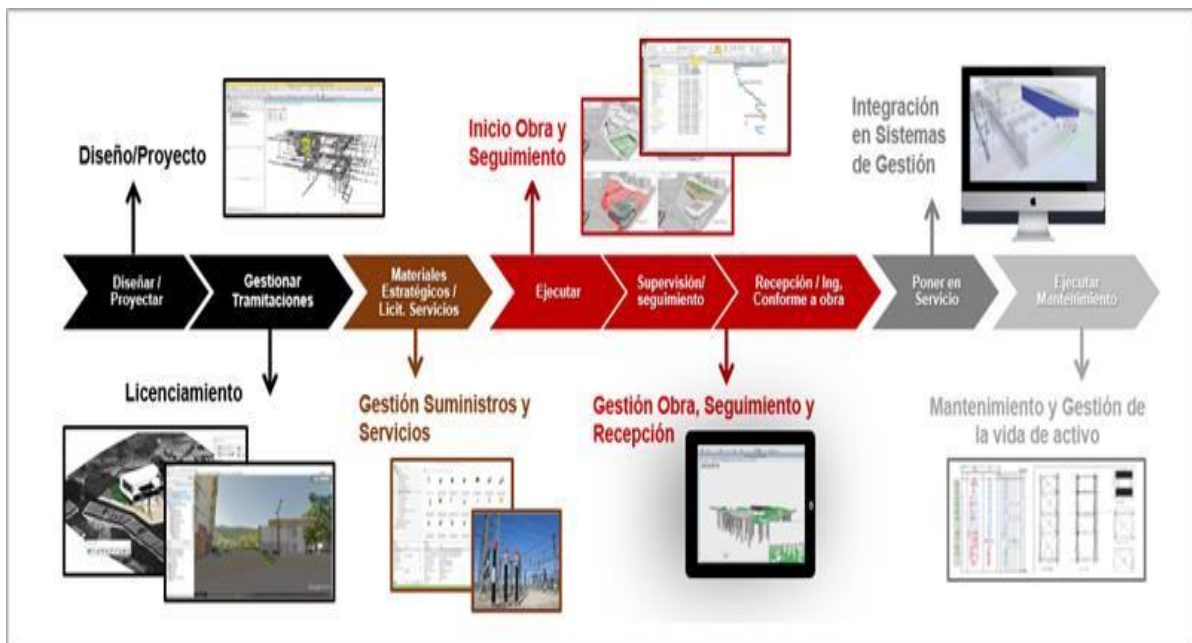 Diseño/Proyecto
Inicio Obra y
Seguimiento
Integración
en Sistemas
de Gestión
Diseñar /
Proyectar
Gestionar
Tramitaciones
Materiales
Estratégicos /
Licit. Servicios
Ejecutar
Supervisión/
seguimiento
Recepción / Ing,
Conforme a obra
Poner en
Servicio
Ejecutar
Mantenimiento
Licenciamiento
Gestión Suministros y
Servicios
Gestión Obra, Seguimiento y
Recepción
Mantenimiento y Gestión de
la vida de activo